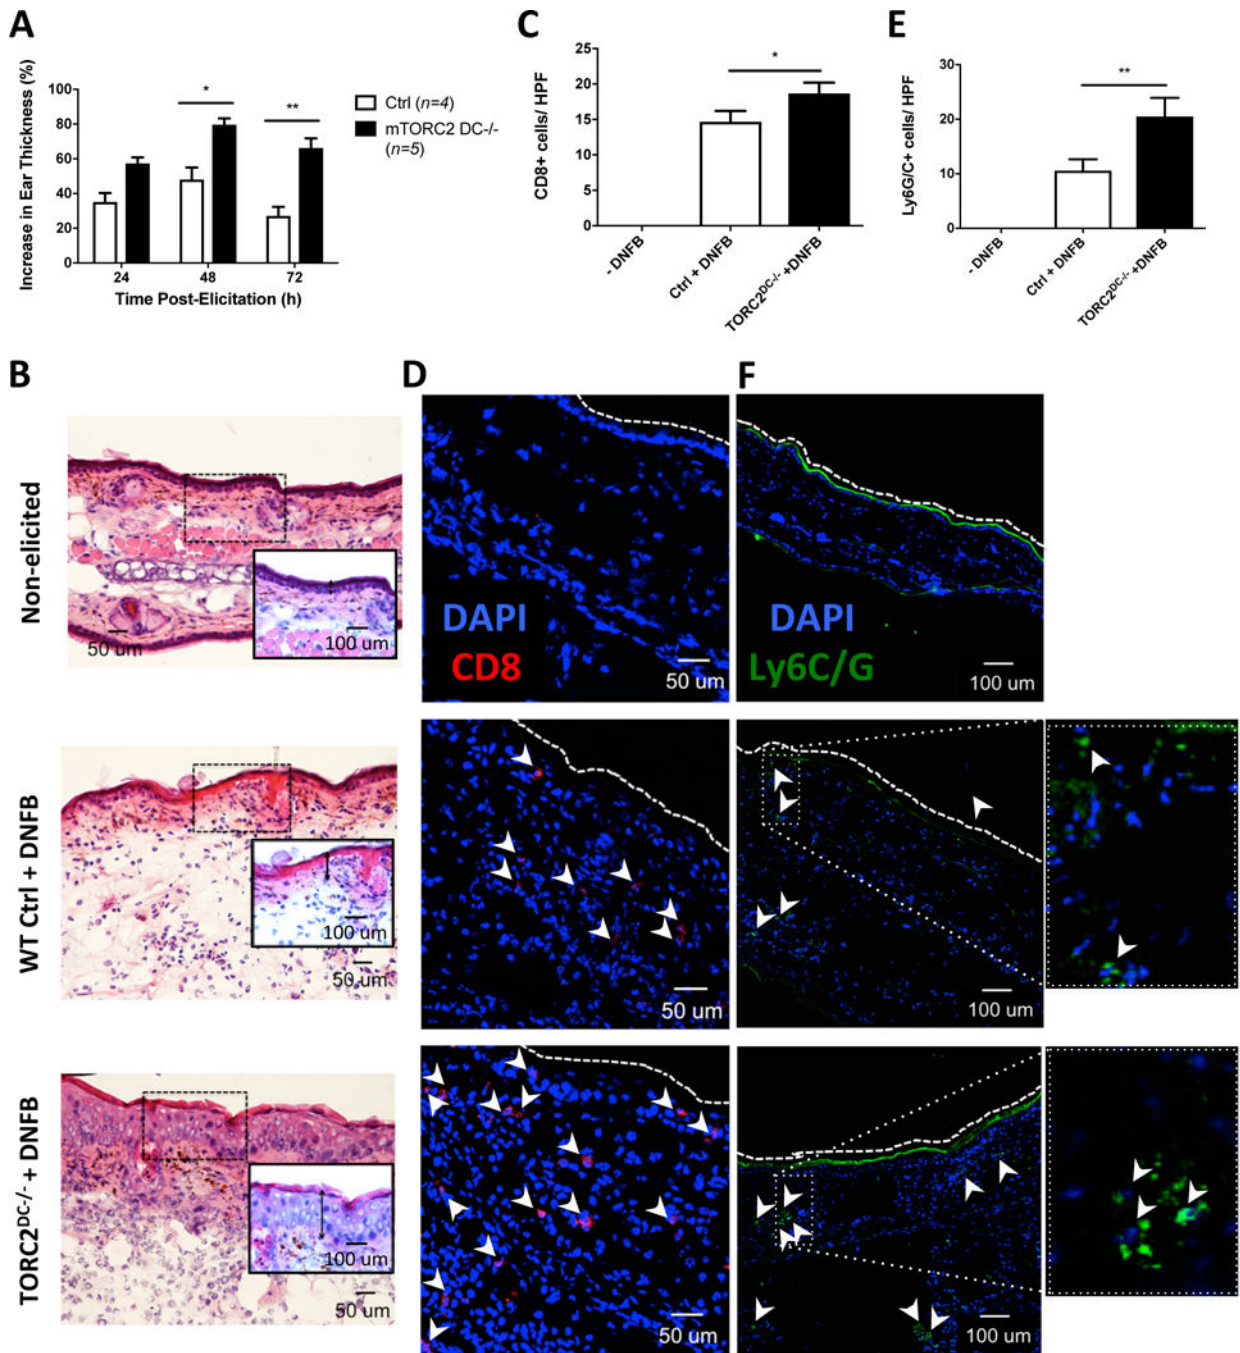 A
Increase in Ear Thickness (%)
100
80
60
40
20
0
*
**
24
48
72
Time Post-Elicitation (h)
Ctrl (n=4)
mTORC2 DC-/-
(n=5)
C
CD8+ cells/ HPF
25
20
15
10
5
0
*
- DNFB
Ctrl + DNFB
TORC2DC-/- +DNFB
E
Ly6G/C+ cells/ HPF
30
20
10
0
**
- DNFB
Ctrl + DNFB
TORC2DC-/- +DNFB
B
D
F
Non-elicited
50 um
100 um
DAPI
CD8
50 um
DAPI
Ly6C/G
100 um
WT Ctrl + DNFB
100 um
50 um
50 um
100 um
TORC2DC-/- + DNFB
100 um
50 um
50 um
100 um